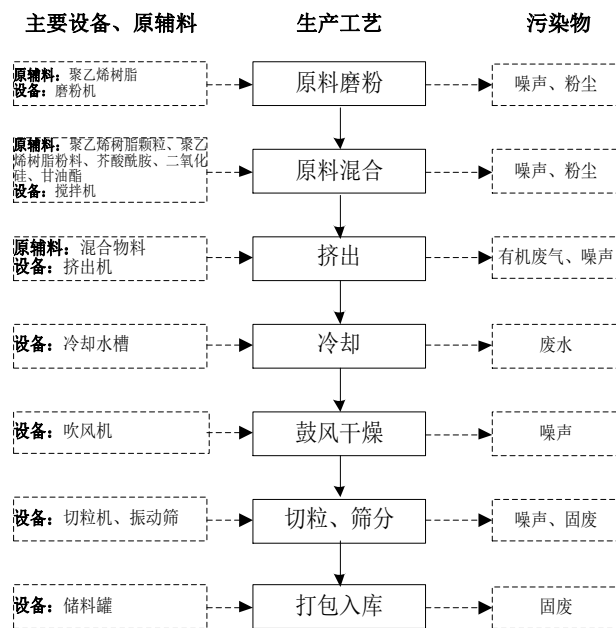 主要设备、原辅料 生产工艺 污染物
原辅料：聚乙烯树脂
设备：磨粉机
原料磨粉
噪声、粉尘
原辅料：聚乙烯树脂颗粒、聚乙
烯树脂粉料、芥酸酰胺、二氧化
硅、甘油酯
设备：搅拌机
原料混合
噪声、粉尘
原辅料：混合物料
设备：挤出机
挤出
有机废气、噪声
设备：冷却水槽
冷却
废水
设备：吹风机
鼓风干燥
噪声
设备：切粒机、振动筛
切粒、筛分
噪声、固废
设备：储料罐
打包入库
固废